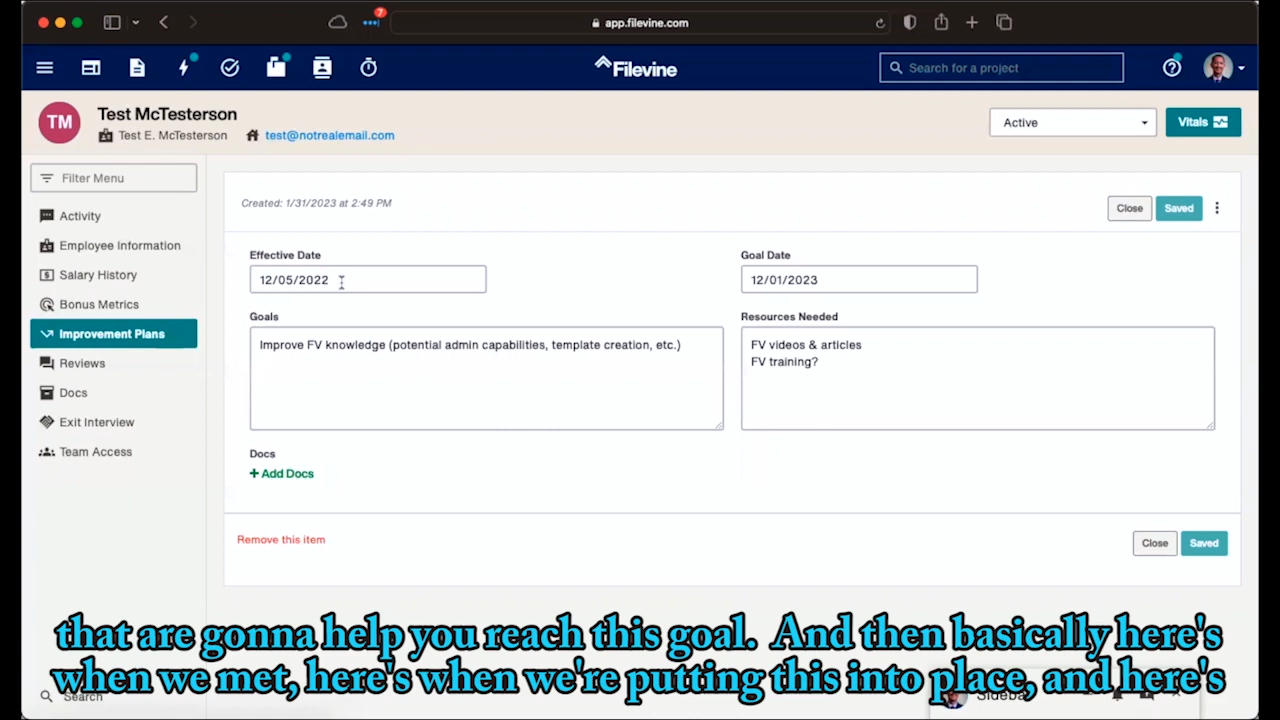 7
app.filevine.com
Filevine
Search for a project
TM
Test McTesterson
Test E. McTesterson
test@notrealemail.com
Active
Vitals
Filter Menu
Activity
Employee Information
Salary History
Bonus Metrics
Improvement Plans
Reviews
Docs
Exit Interview
Team Access
Created: 1/31/2023 at 2:49 PM
Close
Saved
Effective Date
12/05/2022
Goal Date
12/01/2023
Goals
Improve FV knowledge (potential admin capabilities, template creation, etc.)
Resources Needed
FV videos & articles
FV training?
Docs
+ Add Docs
Remove this item
Close
Saved
that are gonna help you reach this goal. And then basically here's
when we met, here's when we're putting this into place, and here's
Search